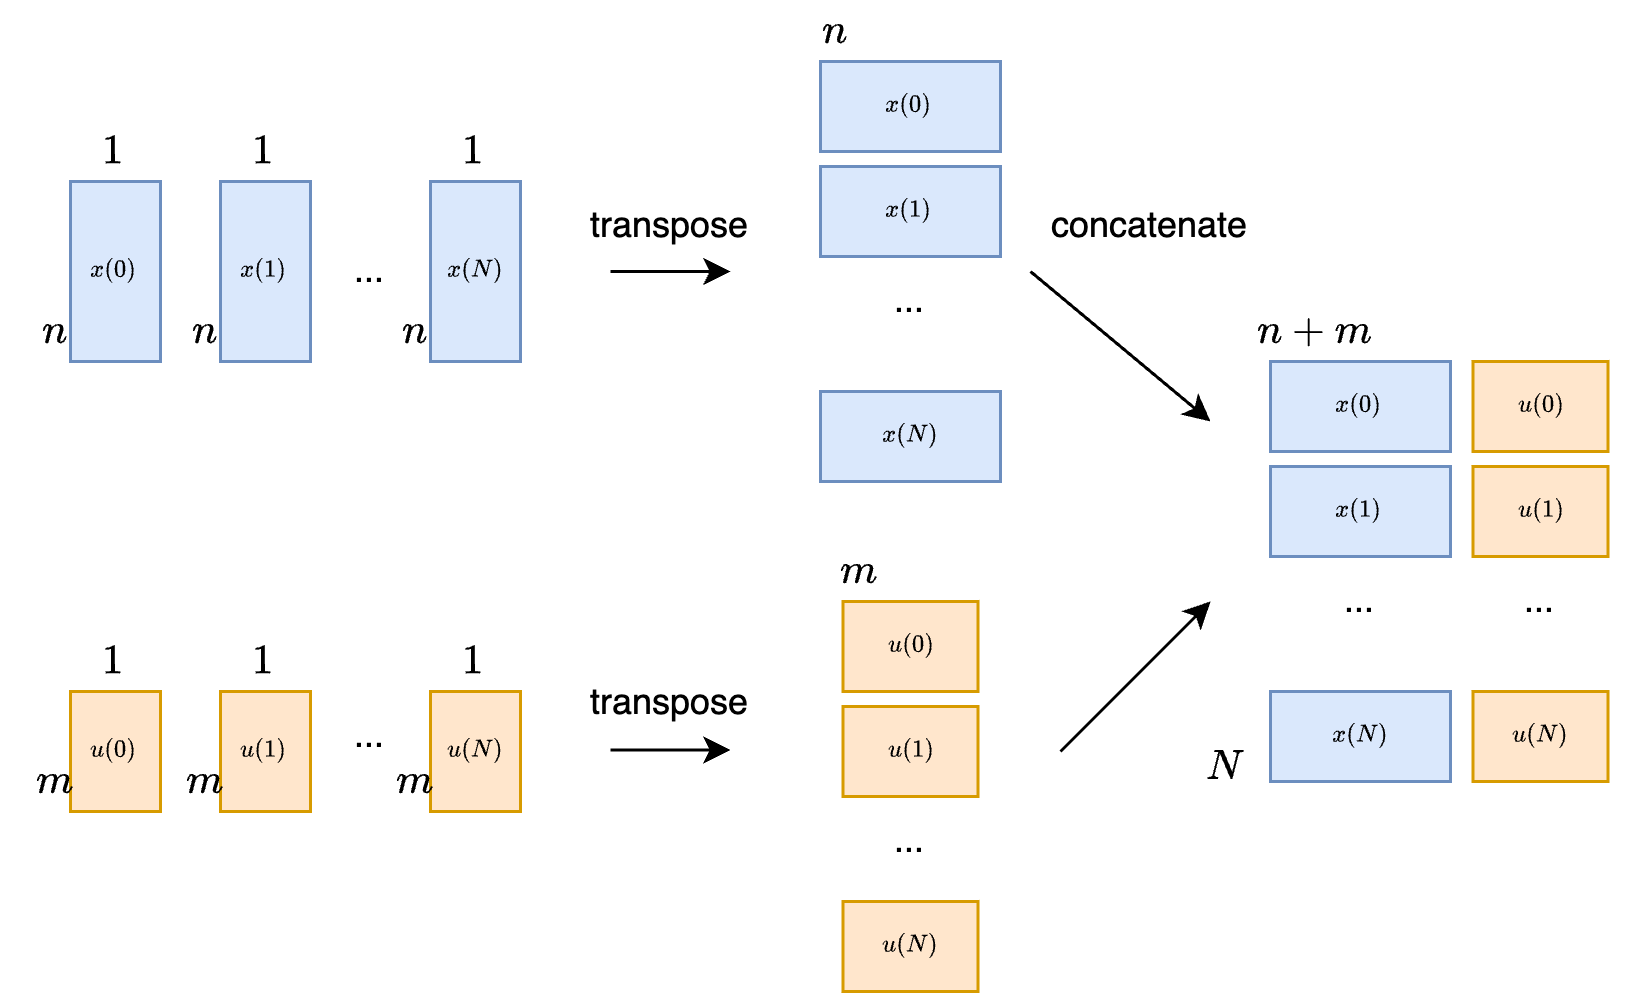 1 1 1
x(0) x(1) ... x(N)
n n n
transpose
n
x(0)
x(1)
...
x(N)
concatenate
1 1 1
u(0) u(1) ... u(N)
m m m
transpose
m
u(0)
u(1)
...
u(N)
n + m
x(0) u(0)
x(1) u(1)
... ...
x(N) u(N)
N